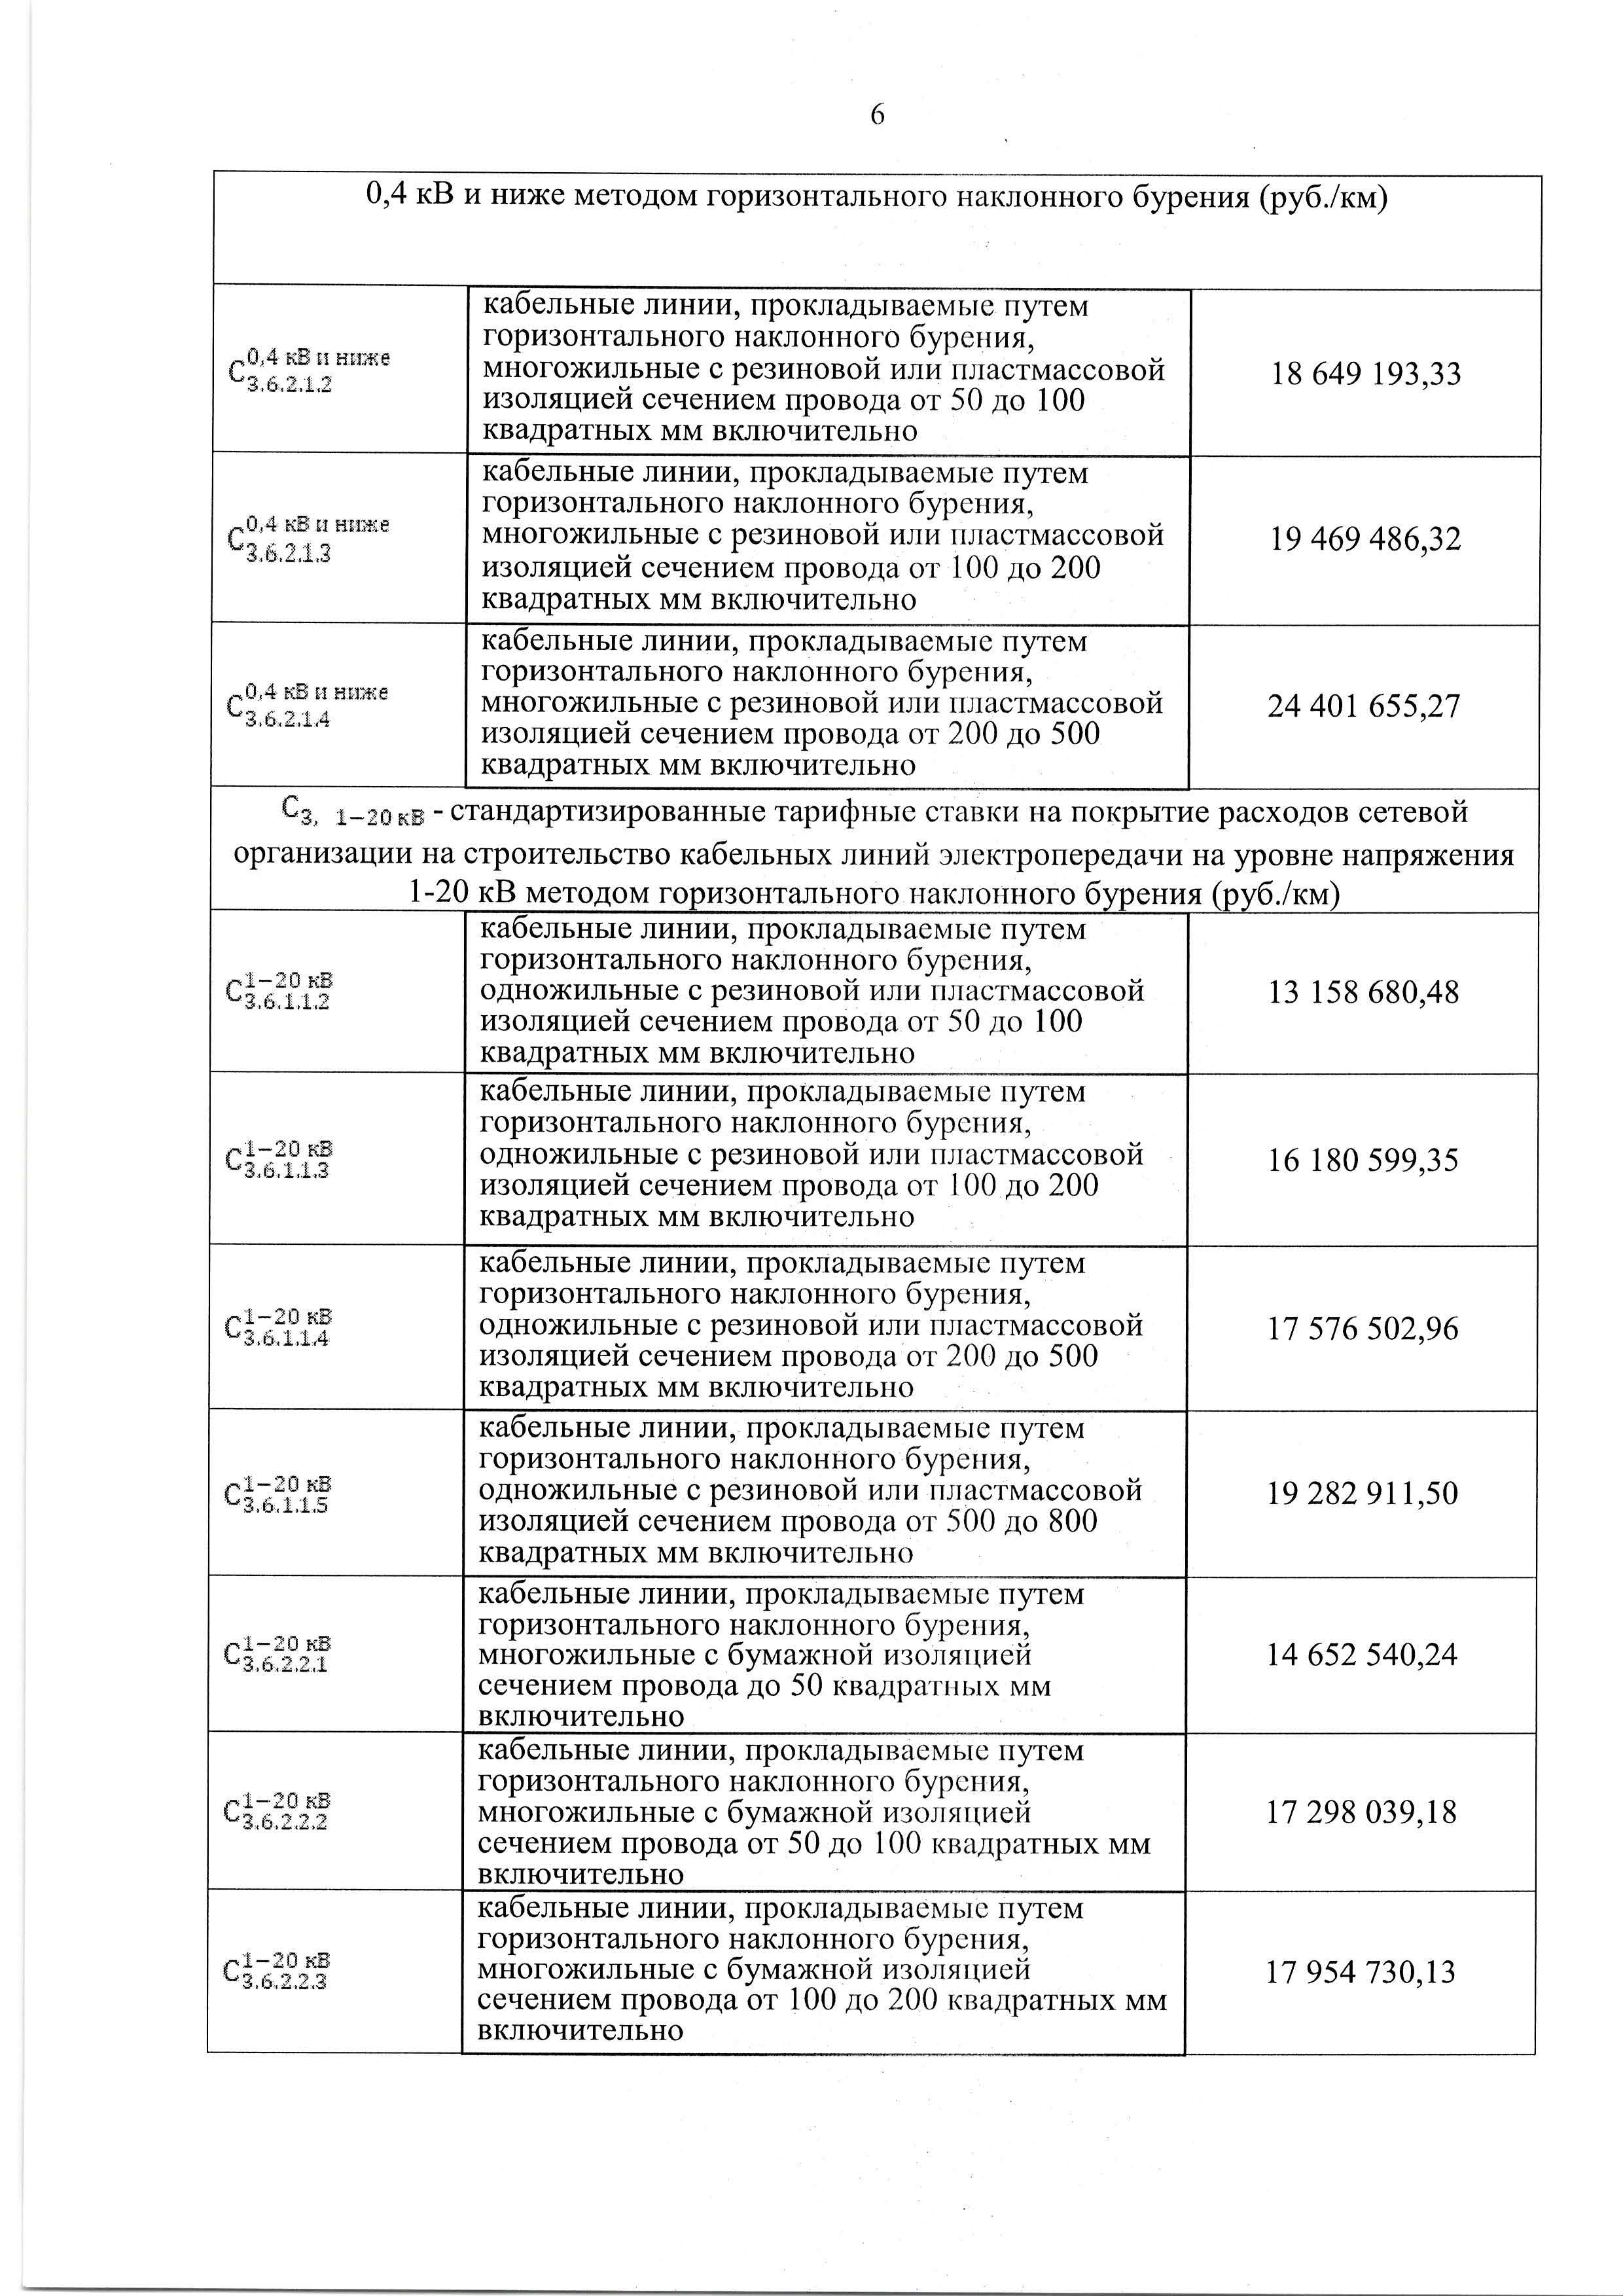 6
0,4 кВ и ниже методом горизонтального наклонного бурения (руб./км)
С 0,4 кВ и ниже 3.6.2.1.2
кабельные линии, прокладываемые путем
горизонтального наклонного бурения,
многожильные с резиновой или пластмассовой
изоляцией сечением провода от 50 до 100
квадратных мм включительно
18 649 193,33
С 0,4 кВ и ниже 3.6.2.1.3
кабельные линии, прокладываемые путем
горизонтального наклонного бурения,
многожильные с резиновой или пластмассовой
изоляцией сечением провода от 100 до 200
квадратных мм включительно
19 469 486,32
С 0,4 кВ и ниже 3.6.2.1.4
кабельные линии, прокладываемые путем
горизонтального наклонного бурения,
многожильные с резиновой или пластмассовой
изоляцией сечением провода от 200 до 500
квадратных мм включительно
24 401 655,27
С 3, 1–20 кВ - стандартизированные тарифные ставки на покрытие расходов сетевой
организации на строительство кабельных линий электропередачи на уровне напряжения
1-20 кВ методом горизонтального наклонного бурения (руб./км)
С 1–20 кВ 3.6.1.1.2
кабельные линии, прокладываемые путем
горизонтального наклонного бурения,
одножильные с резиновой или пластмассовой
изоляцией сечением провода от 50 до 100
квадратных мм включительно
13 158 680,48
С 1–20 кВ 3.6.1.1.3
кабельные линии, прокладываемые путем
горизонтального наклонного бурения,
одножильные с резиновой или пластмассовой
изоляцией сечением провода от 100 до 200
квадратных мм включительно
16 180 599,35
С 1–20 кВ 3.6.1.1.4
кабельные линии, прокладываемые путем
горизонтального наклонного бурения,
одножильные с резиновой или пластмассовой
изоляцией сечением провода от 200 до 500
квадратных мм включительно
17 576 502,96
С 1–20 кВ 3.6.1.1.5
кабельные линии, прокладываемые путем
горизонтального наклонного бурения,
одножильные с резиновой или пластмассовой
изоляцией сечением провода от 500 до 800
квадратных мм включительно
19 282 911,50
С 1–20 кВ 3.6.2.2.1
кабельные линии, прокладываемые путем
горизонтального наклонного бурения,
многожильные с бумажной изоляцией
сечением провода до 50 квадратных мм
включительно
14 652 540,24
С 1–20 кВ 3.6.2.2.2
кабельные линии, прокладываемые путем
горизонтального наклонного бурения,
многожильные с бумажной изоляцией
сечением провода от 50 до 100 квадратных мм
включительно
17 298 039,18
С 1–20 кВ 3.6.2.2.3
кабельные линии, прокладываемые путем
горизонтального наклонного бурения,
многожильные с бумажной изоляцией
сечением провода от 100 до 200 квадратных мм
включительно
17 954 730,13